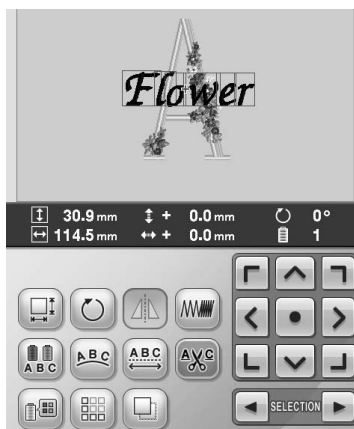 A
Flower
30.9 mm + 0.0 mm 0°
114.5 mm + 0.0 mm 1
ABC ABC ABC A C
SELECTION